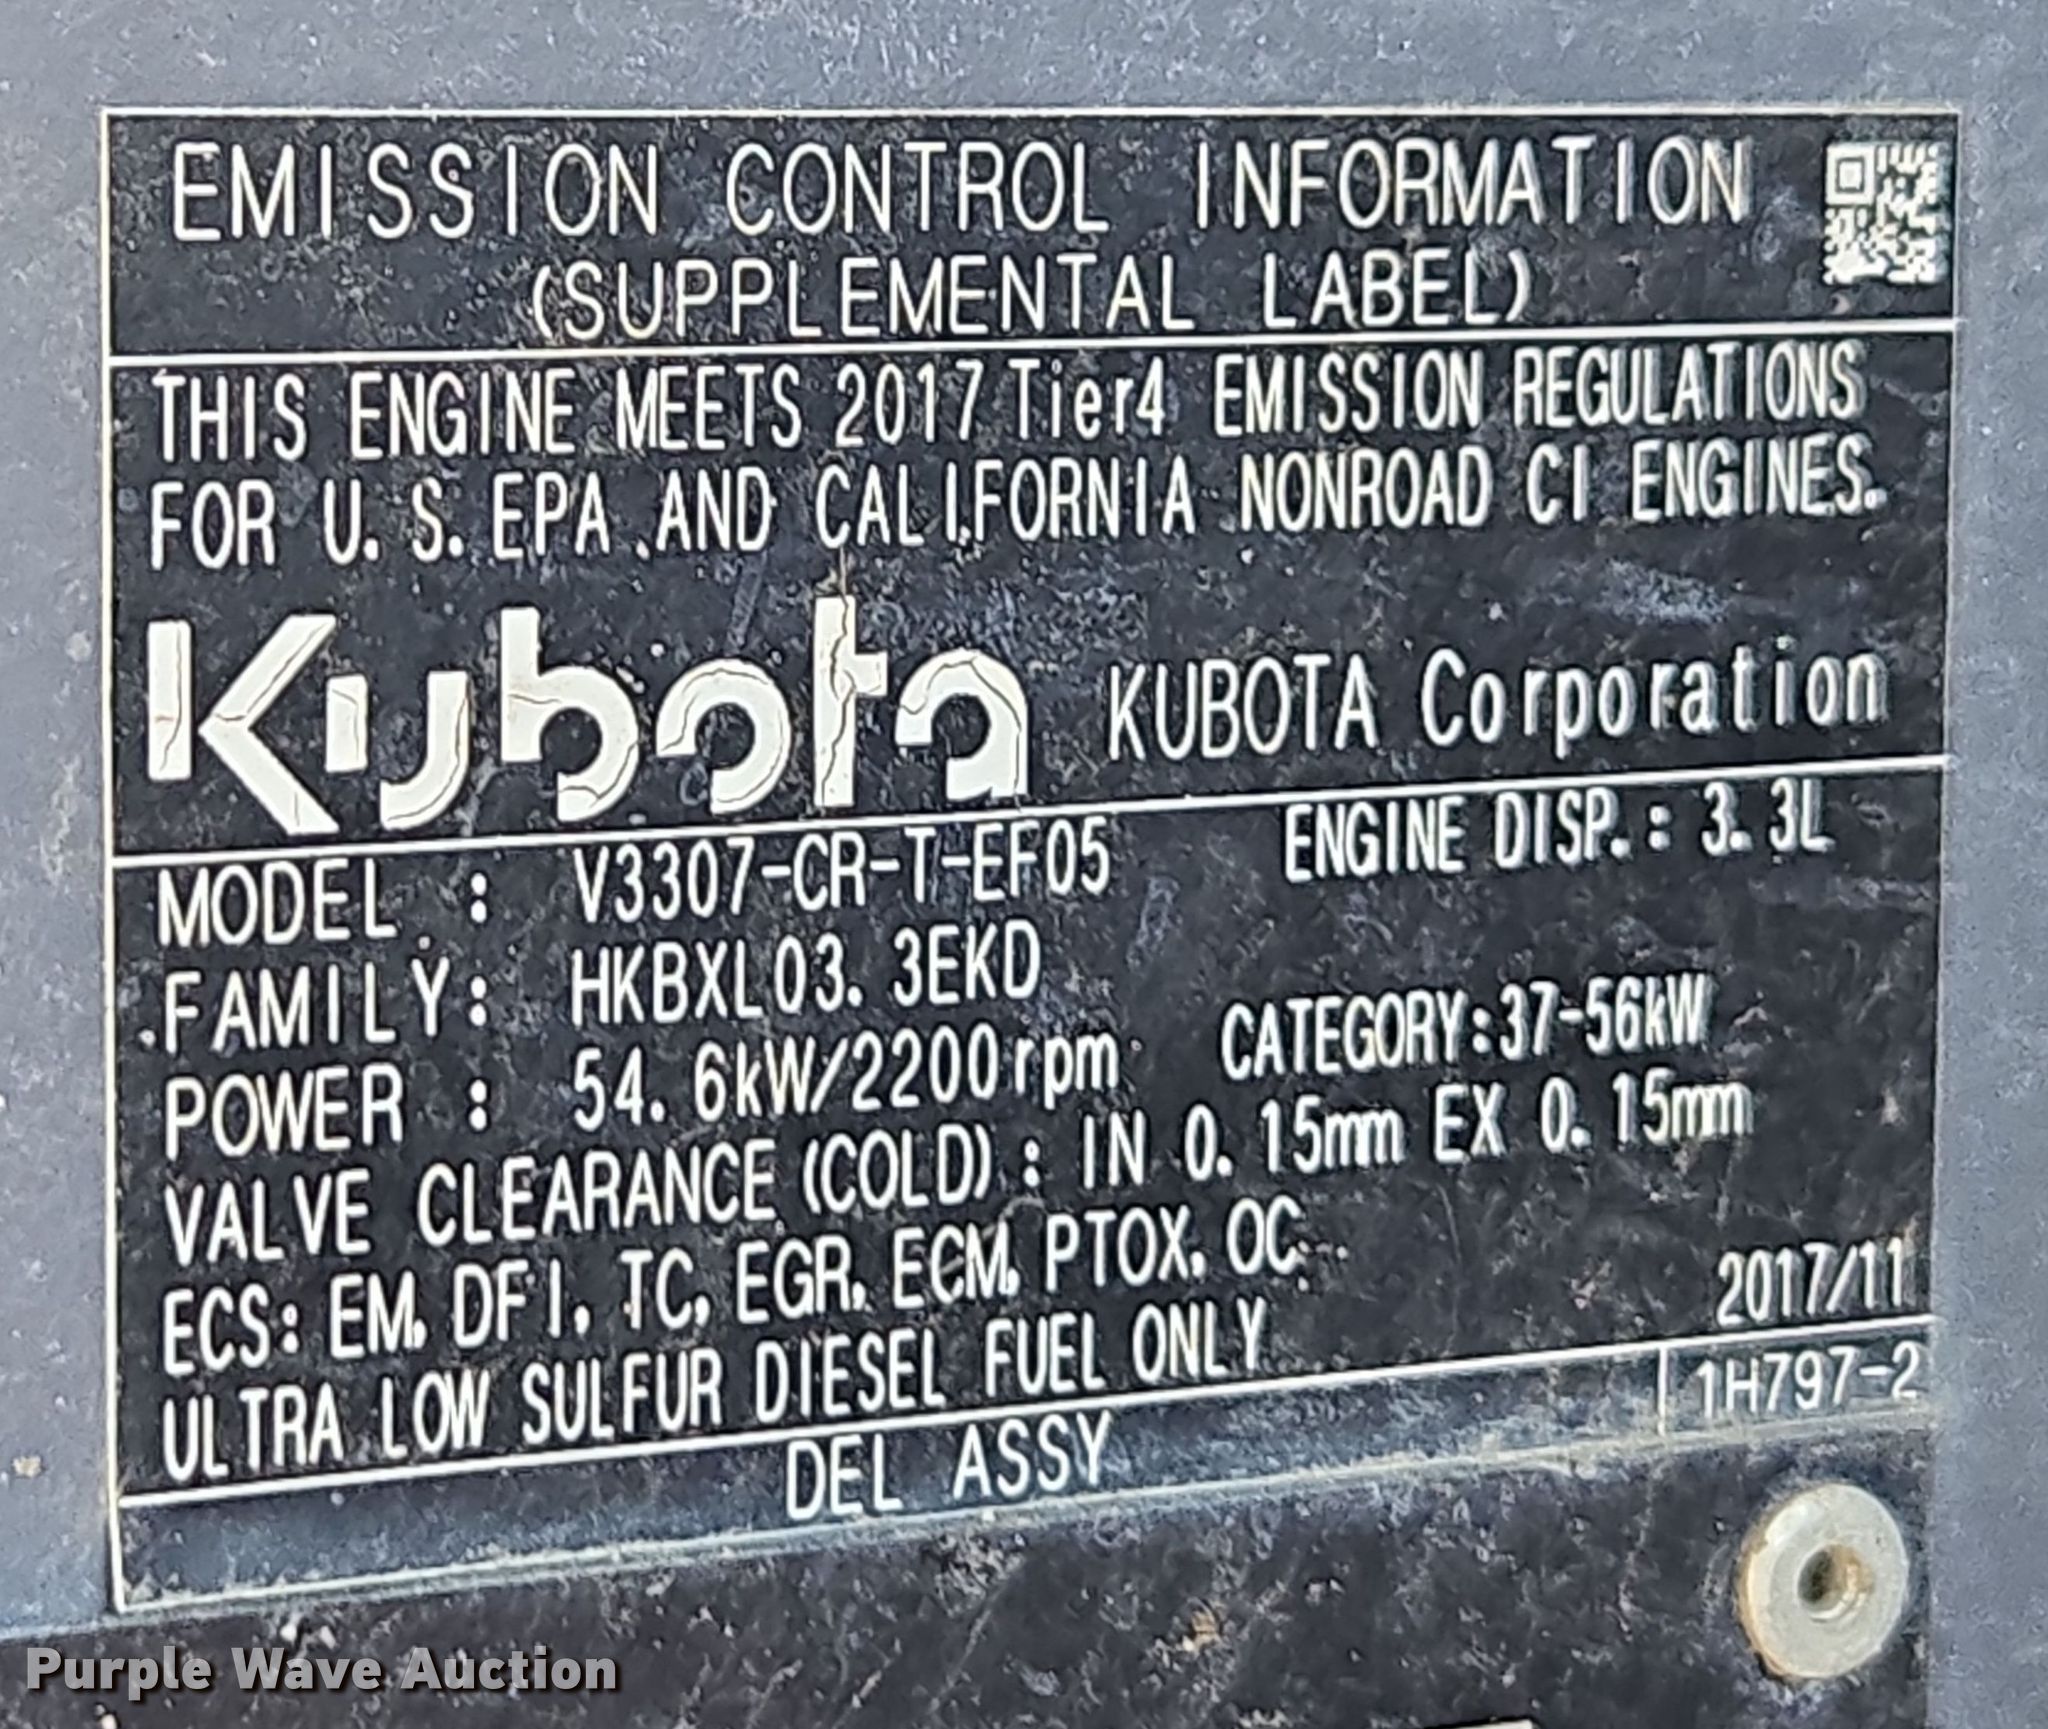 EMISSION CONTROL INFORMATION
(SUPPLEMENTAL LABEL)
THIS ENGINE MEETS 2017 Tier4 EMISSION REGULATIONS
FOR U.S.EPA AND CALIFORNIA NONROAD CI ENGINES.
Kubota KUBOTA Corporation
MODEL : V3307-CR-T-EF05 ENGINE DISP.: 3.3L
FAMILY: HKBXL03.3EKD
POWER : 54.6kW/2200rpm CATEGORY:37-56kW
VALVE CLEARANCE (COLD) : IN 0.15mm EX 0.15mm
ECS: EM, DFI, TC, EGR, ECM, PTOX, OC
ULTRA LOW SULFUR DIESEL FUEL ONLY 2017/11
DEL ASSY 1H797-2
Purple Wave Auction